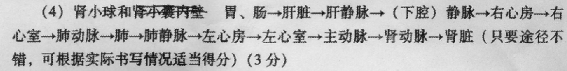 (4) 肾小球和肾小囊内壁 胃、肠→肝脏→肝静脉→(下腔)静脉→右心房→右
心室→肺动脉→肺→肺静脉→左心房→左心室→主动脉→肾动脉→肾脏(只要途径不
错,可根据实际书写情况适当得分)(3 分)